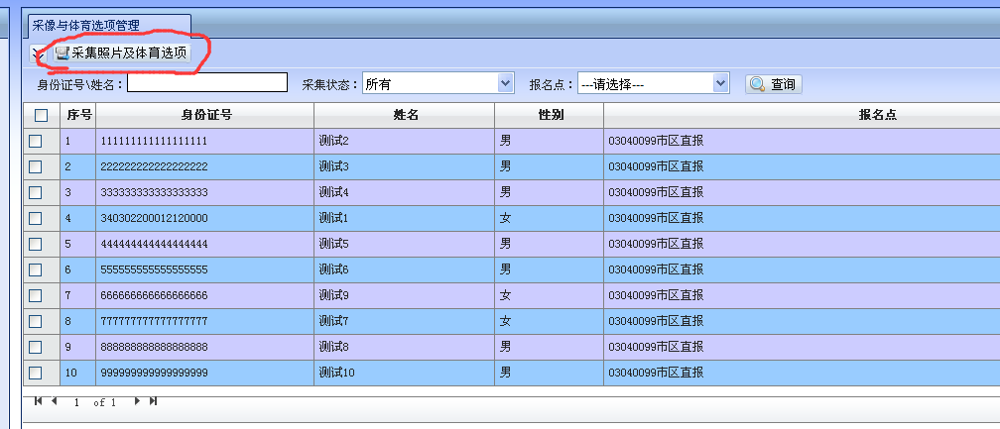 采像与体育选项管理
采集照片及体育选项
身份证号\姓名： 采集状态： 所有 报名点： ---请选择--- 查询
序号 身份证号 姓名 性别 报名点
1 111111111111111111 测试2 男 03040099市区直报
2 222222222222222222 测试3 男 03040099市区直报
3 333333333333333333 测试4 男 03040099市区直报
4 340302200012120000 测试1 女 03040099市区直报
5 444444444444444444 测试5 男 03040099市区直报
6 555555555555555555 测试6 男 03040099市区直报
7 666666666666666666 测试9 女 03040099市区直报
8 777777777777777777 测试7 女 03040099市区直报
9 888888888888888888 测试8 男 03040099市区直报
10 999999999999999999 测试10 男 03040099市区直报
1 of 1